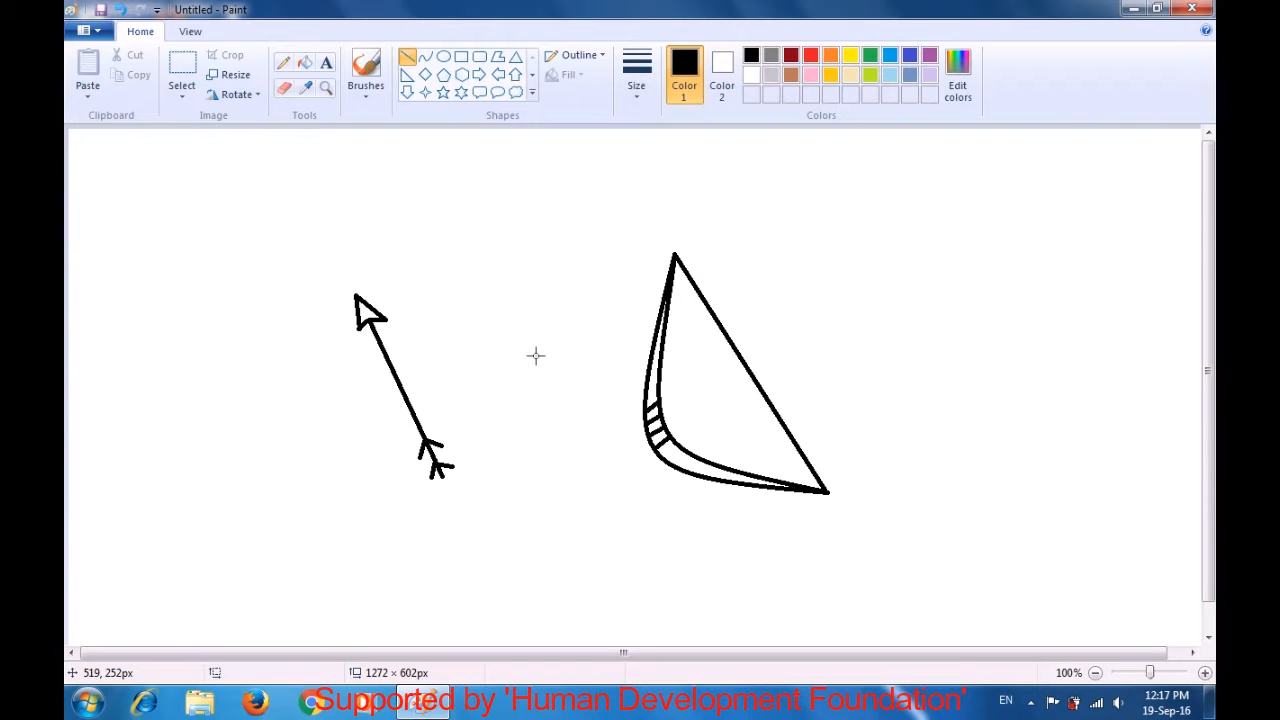 Untitled - Paint
Home
View
Paste
Cut
Copy
Clipboard
Select
Crop
Resize
Rotate
Image
A
Tools
Brushes
Shapes
Outline
Fill
Size
Color 1
Color 2
Edit colors
Colors
519, 252px
1272 × 602px
100%
EN
12:17 PM
19-Sep-16
Supported by 'Human Development Foundation'